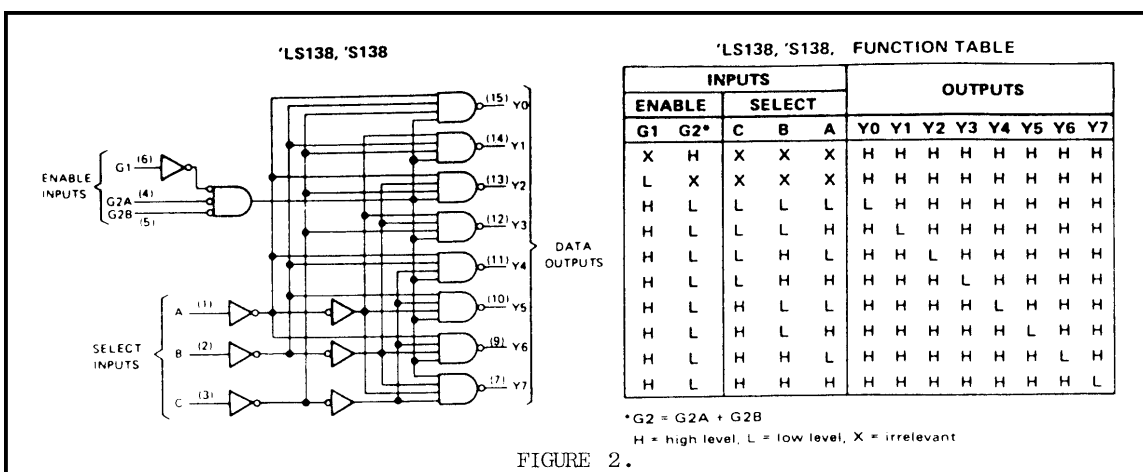 'LS138, 'S138
ENABLE INPUTS
G1 (6)
G2A (4)
G2B (5)
SELECT INPUTS
A (1)
B (2)
C (3)
(15) Y0
(14) Y1
(13) Y2
(12) Y3
(11) Y4
(10) Y5
(9) Y6
(7) Y7
DATA OUTPUTS
'LS138, 'S138, FUNCTION TABLE
INPUTS OUTPUTS
ENABLE SELECT
G1 G2* C B A Y0 Y1 Y2 Y3 Y4 Y5 Y6 Y7
X H X X X H H H H H H H H
L X X X X H H H H H H H H
H L L L L L H H H H H H H
H L L L H H L H H H H H H
H L L H L H H L H H H H H
H L L H H H H H L H H H H
H L H L L H H H H L H H H
H L H L H H H H H H L H H
H L H H L H H H H H H L H
H L H H H H H H H H H H L
*G2 = G2A + G2B
H = high level, L = low level, X = irrelevant
FIGURE 2.